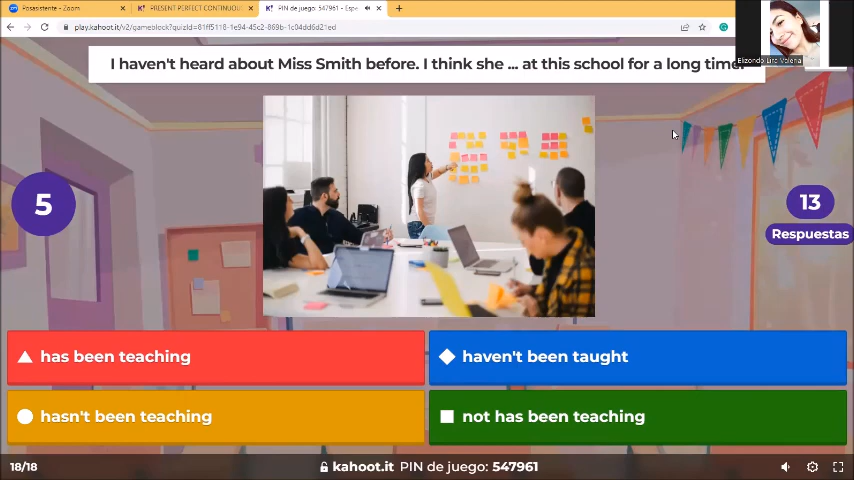 Posasistente - Zoom
PRESENT PERFECT CONTINUOU
PIN de juego: 547961 - Esp
play.kahoot.it/v2/gameblock?quizId=81ff5118-1e94-45c2-869b-1c04dd6d21ed
Elizondo Lira Valeria
I haven't heard about Miss Smith before. I think she ... at this school for a long time.
5
13
Respuestas
has been teaching
haven't been taught
hasn't been teaching
not has been teaching
18/18
kahoot.it PIN de juego: 547961